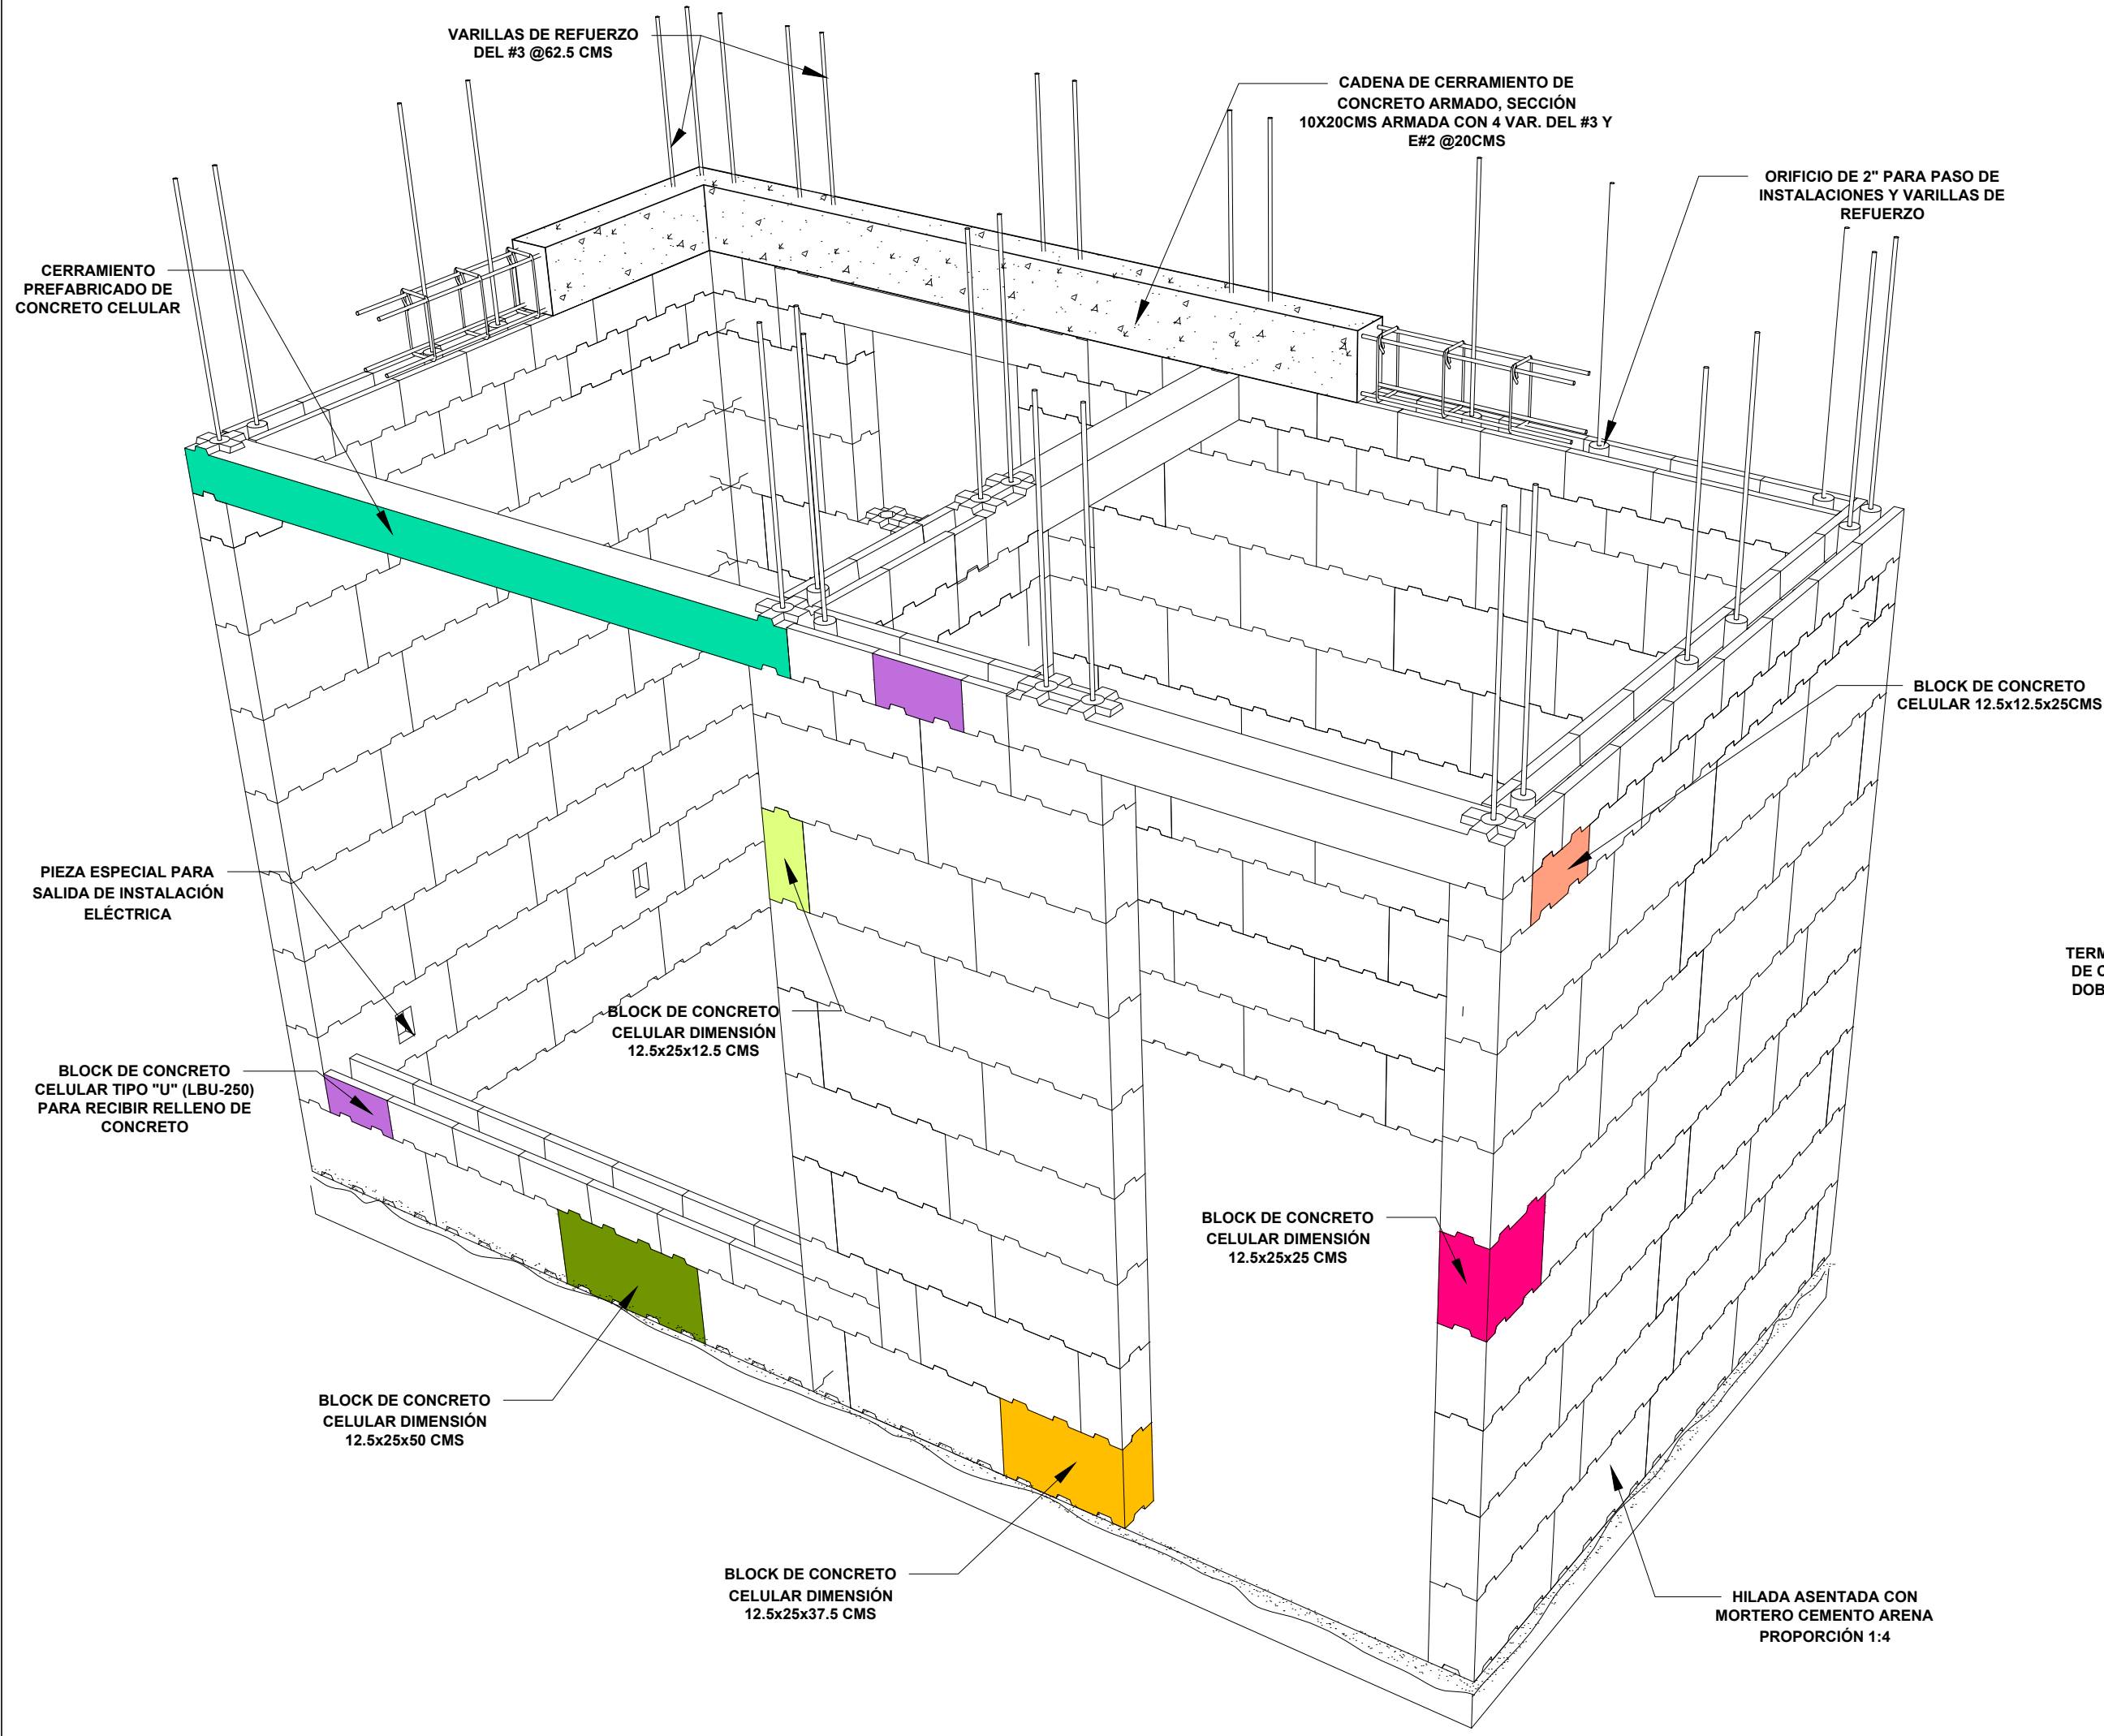 VARILLAS DE REFUERZO
DEL #3 @62.5 CMS
CADENA DE CERRAMIENTO DE
CONCRETO ARMADO, SECCIÓN
10X20CMS ARMADA CON 4 VAR. DEL #3 Y
E#2 @20CMS
ORIFICIO DE 2" PARA PASO DE
INSTALACIONES Y VARILLAS DE
REFUERZO
CERRAMIENTO
PREFABRICADO DE
CONCRETO CELULAR
BLOCK DE CONCRETO
CELULAR 12.5x12.5x25CMS
PIEZA ESPECIAL PARA
SALIDA DE INSTALACIÓN
ELÉCTRICA
TERM
DE C
DOB
BLOCK DE CONCRETO
CELULAR DIMENSIÓN
12.5x25x12.5 CMS
BLOCK DE CONCRETO
CELULAR TIPO "U" (LBU-250)
PARA RECIBIR RELLENO DE
CONCRETO
BLOCK DE CONCRETO
CELULAR DIMENSIÓN
12.5x25x25 CMS
BLOCK DE CONCRETO
CELULAR DIMENSIÓN
12.5x25x50 CMS
BLOCK DE CONCRETO
CELULAR DIMENSIÓN
12.5x25x37.5 CMS
HILADA ASENTADA CON
MORTERO CEMENTO ARENA
PROPORCIÓN 1:4